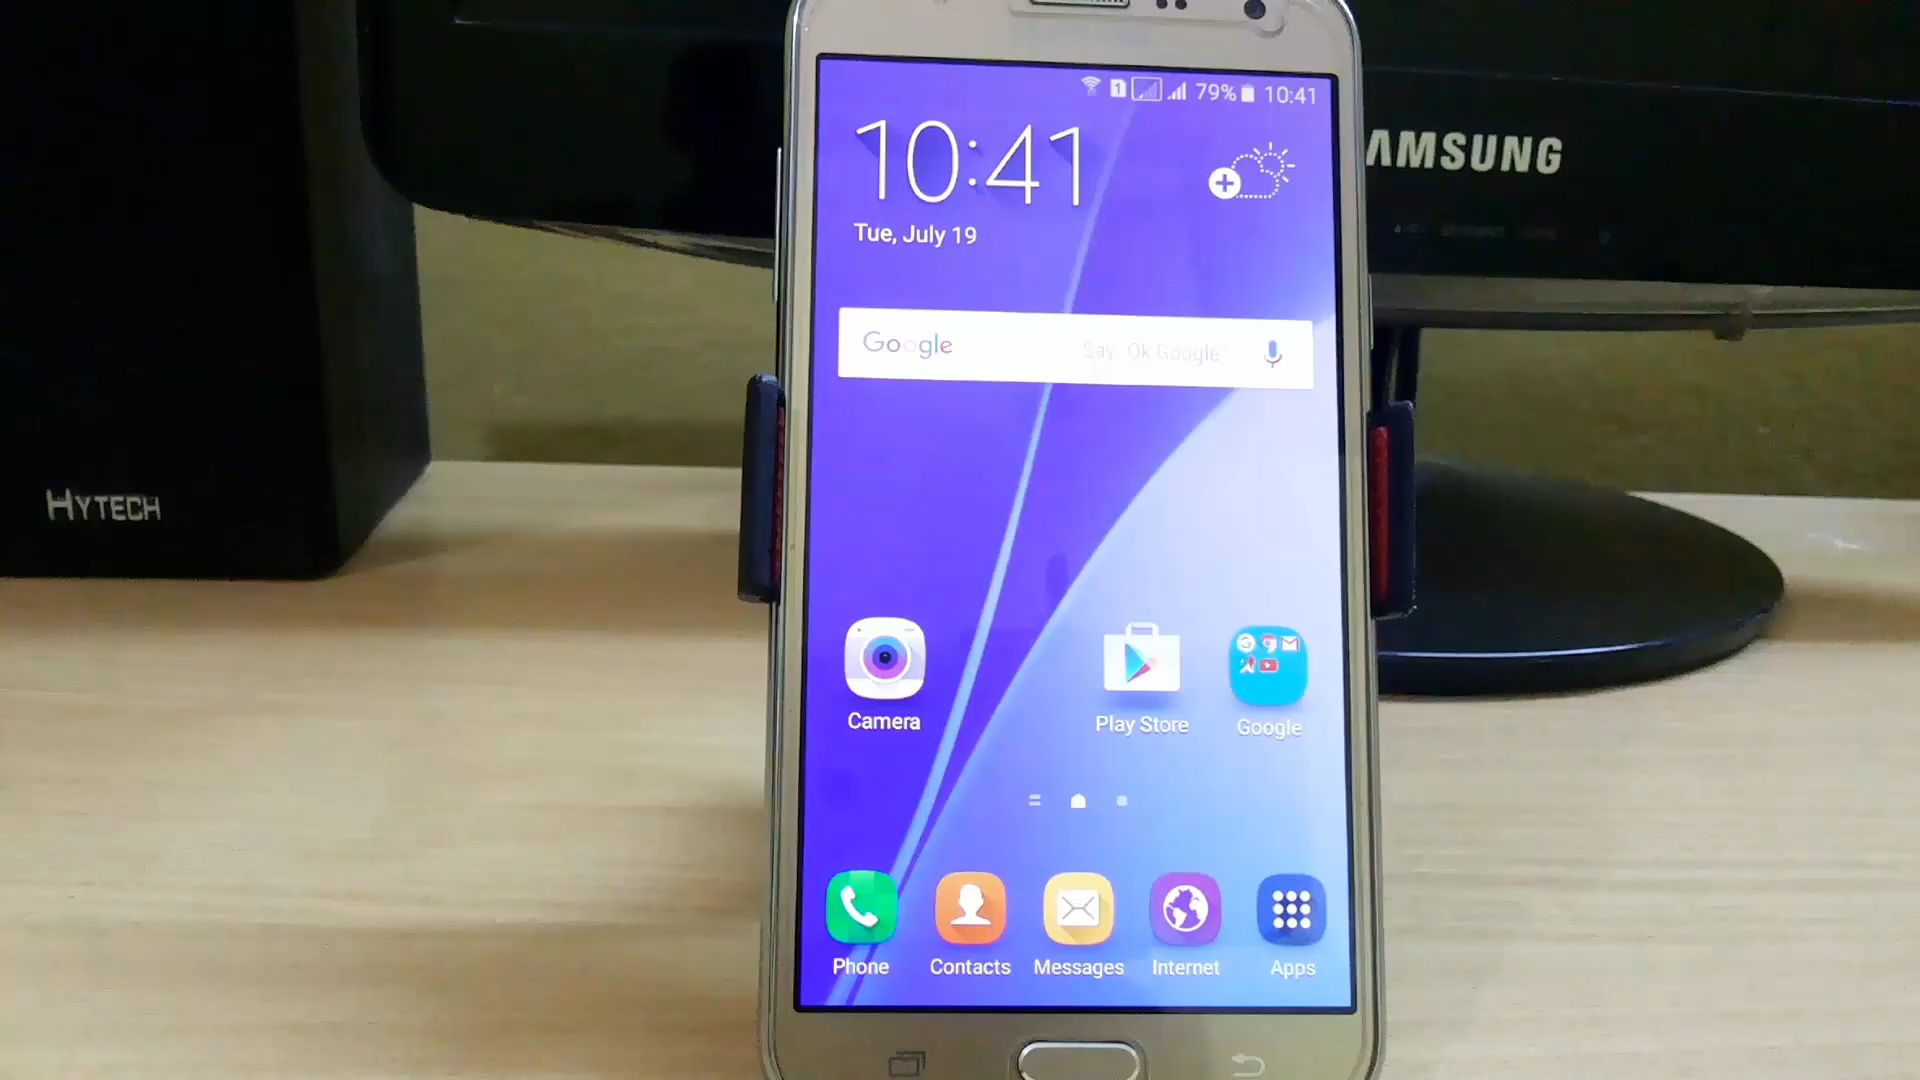 79% 10:41
10:41
Tue, July 19
Google Say "Ok Google"
Camera
Play Store
Google
Phone
Contacts
Messages
Internet
Apps
AMSUNG
HYTECH